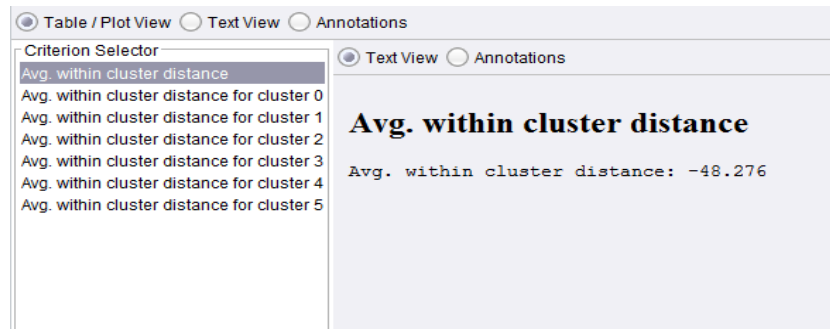 Table / Plot View Text View Annotations
Criterion Selector
Avg. within cluster distance
Avg. within cluster distance for cluster 0
Avg. within cluster distance for cluster 1
Avg. within cluster distance for cluster 2
Avg. within cluster distance for cluster 3
Avg. within cluster distance for cluster 4
Avg. within cluster distance for cluster 5
Text View Annotations
Avg. within cluster distance
Avg. within cluster distance: -48.276